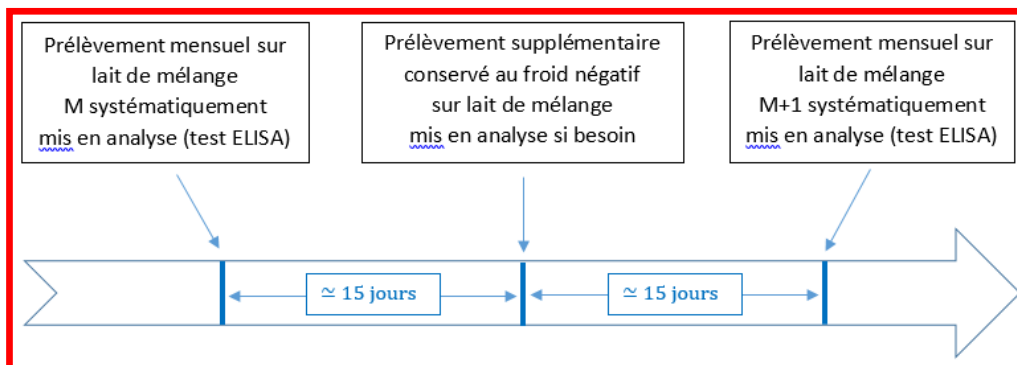 Prélèvement mensuel sur
lait de mélange
M systématiquement
mis en analyse (test ELISA)
Prélèvement supplémentaire
conservé au froid négatif
sur lait de mélange
mis en analyse si besoin
Prélèvement mensuel sur
lait de mélange
M+1 systématiquement
mis en analyse (test ELISA)
≃ 15 jours
≃ 15 jours